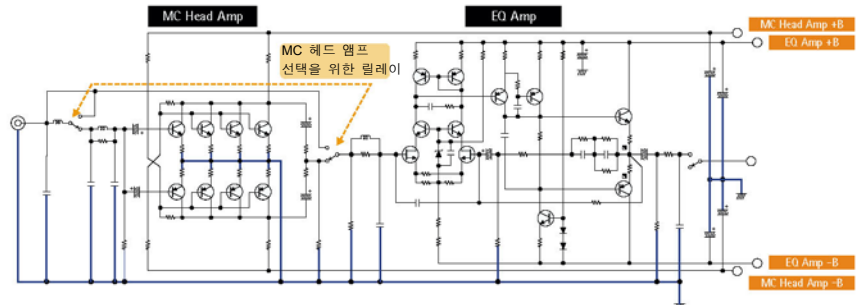 MC Head Amp
EQ Amp
MC Head Amp +B
EQ Amp +B
MC 헤드 앰프
선택을 위한 릴레이
EQ Amp -B
MC Head Amp -B